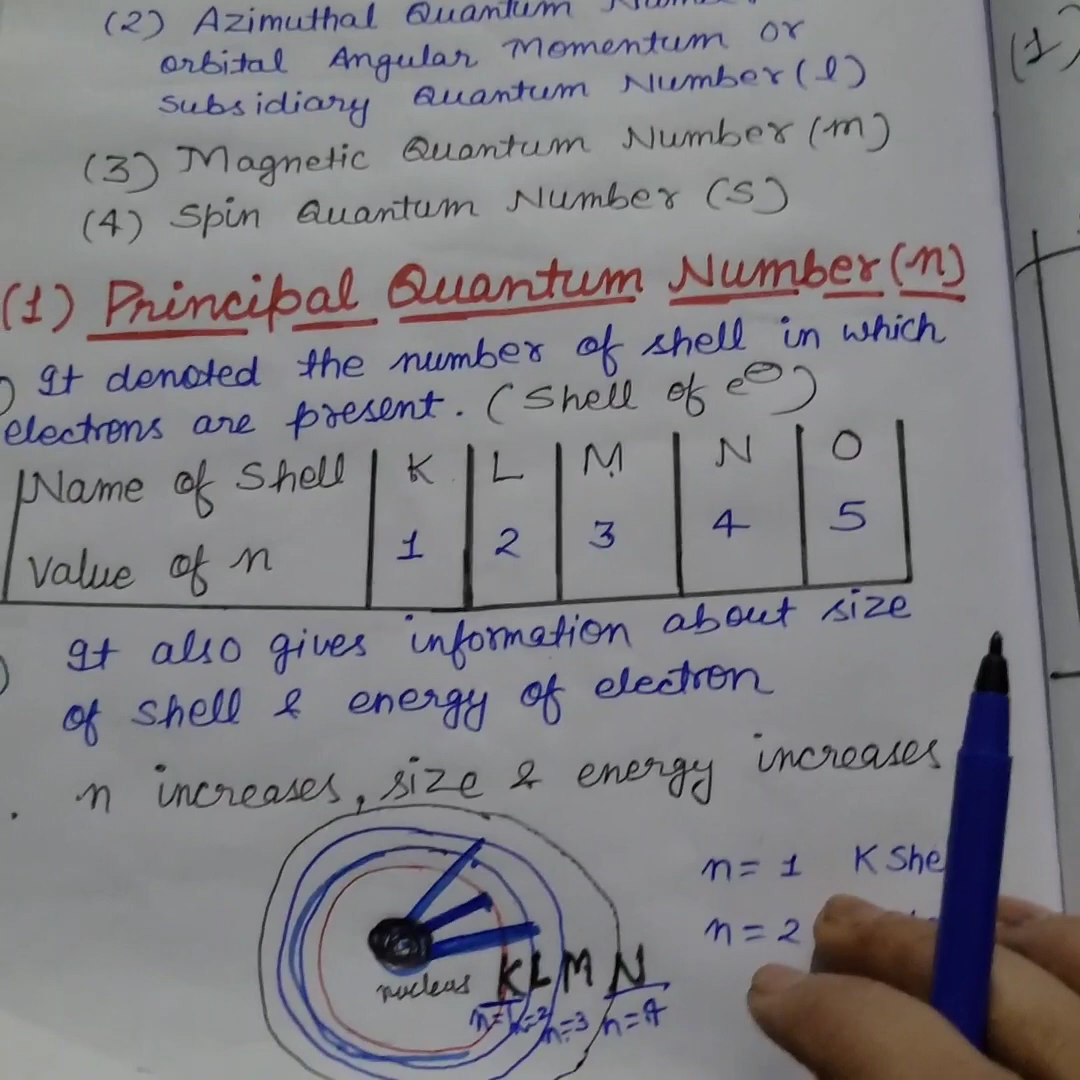 (2) Azimuthal Quantum
orbital Angular Momentum or
subsidiary Quantum Number (l)
(3) Magnetic Quantum Number (m)
(4) Spin Quantum Number (S)
(1) Principal Quantum Number (n)
It denoted the number of shell in which
electrons are present. (Shell of e⊖)
Name of Shell K L M N O
Value of n 1 2 3 4 5
It also gives information about size
of shell & energy of electron
n increases, size & energy increases
n = 1 K She
n = 2
nucleus K L M N
n=1 n=2 n=3 n=4
(1)